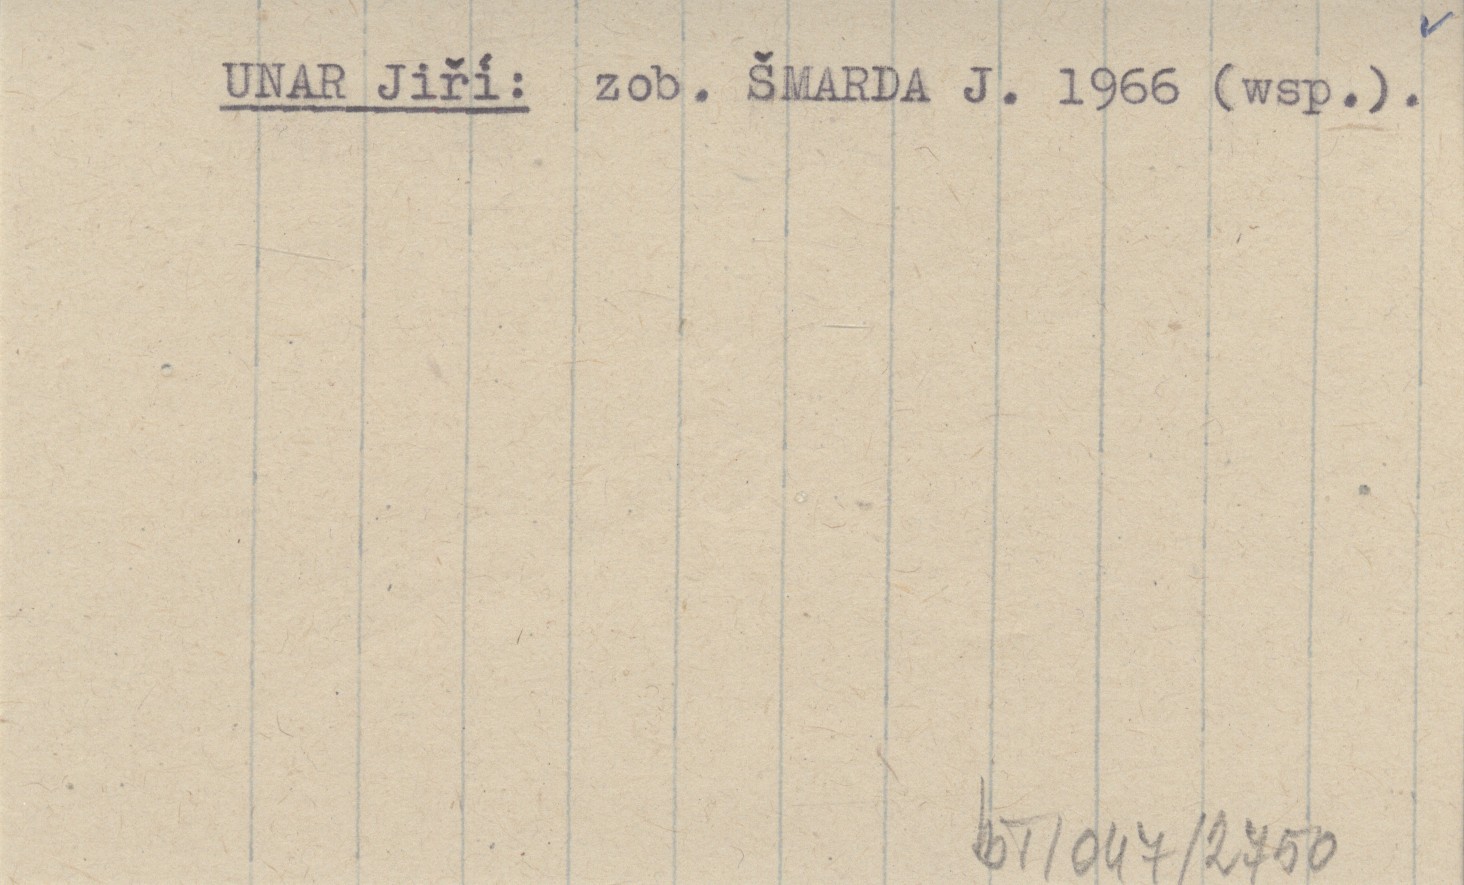 UNAR Jiří: zob. ŠMARDA J. 1966 (wsp.).
bT/047/2750